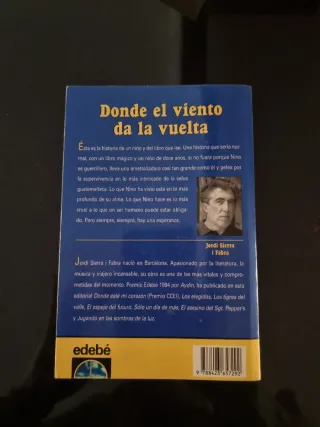 Donde el viento
da la vuelta
Ésta es la historia de un nino y del libro que lee. Una historia que sería nor-
mal, con un libro mágico y un niño de doce años, si no fuera porque Nino
es guerrillero, lleva una ametralladora casi tan grande como él y pelea por
la supervivencia en lo más intrincado de la selva
guatemalteca. Lo que Nino ha visto está en lo más
profundo de su alma. Lo que Nino hace es lo más
atroz a lo que un ser humano puede estar obliga-
do. Pero siempre, siempre, hay una esperanza.
Jordi Sierra
i Fabra
Jordi Sierra i Fabra nació en Barcelona. Apasionado por la literatura, la
música y viajero incansable, su obra es una de las más vitales y compro-
metidas del momento. Premio Edebé 1994 por Aydin, ha publicado en esta
editorial Donde esté mi corazón (Premio CCEI), Los elegidos, Los tigres del
valle, El espejo del futuro, Sólo un día de más, El asesino del Sgt. Pepper's
y Jugando en las sombras de la luz.
edebé
9 788423 657292